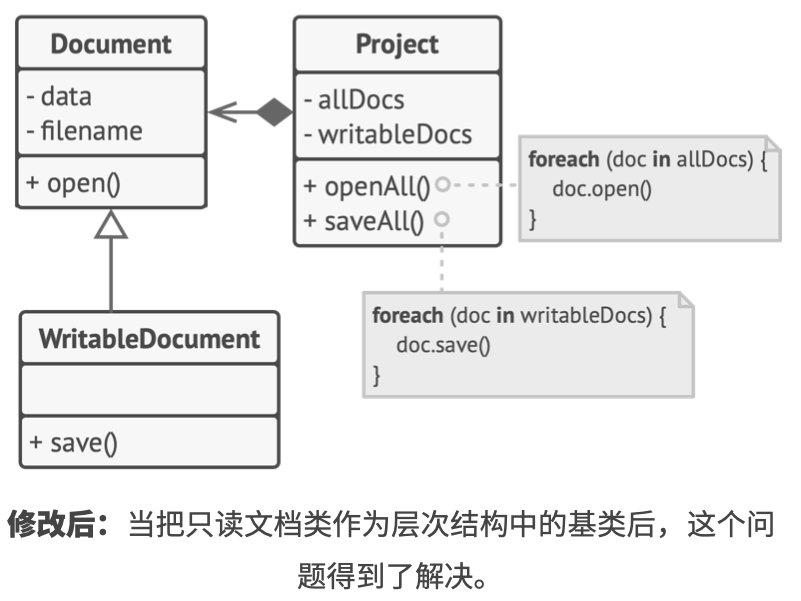 Document
- data
- filename
+ open()
Project
- allDocs
- writableDocs
+ openAll()
+ saveAll()
foreach (doc in allDocs) {
doc.open()
}
foreach (doc in writableDocs) {
doc.save()
}
WritableDocument
+ save()
修改后：当把只读文档类作为层次结构中的基类后，这个问
题得到了解决。